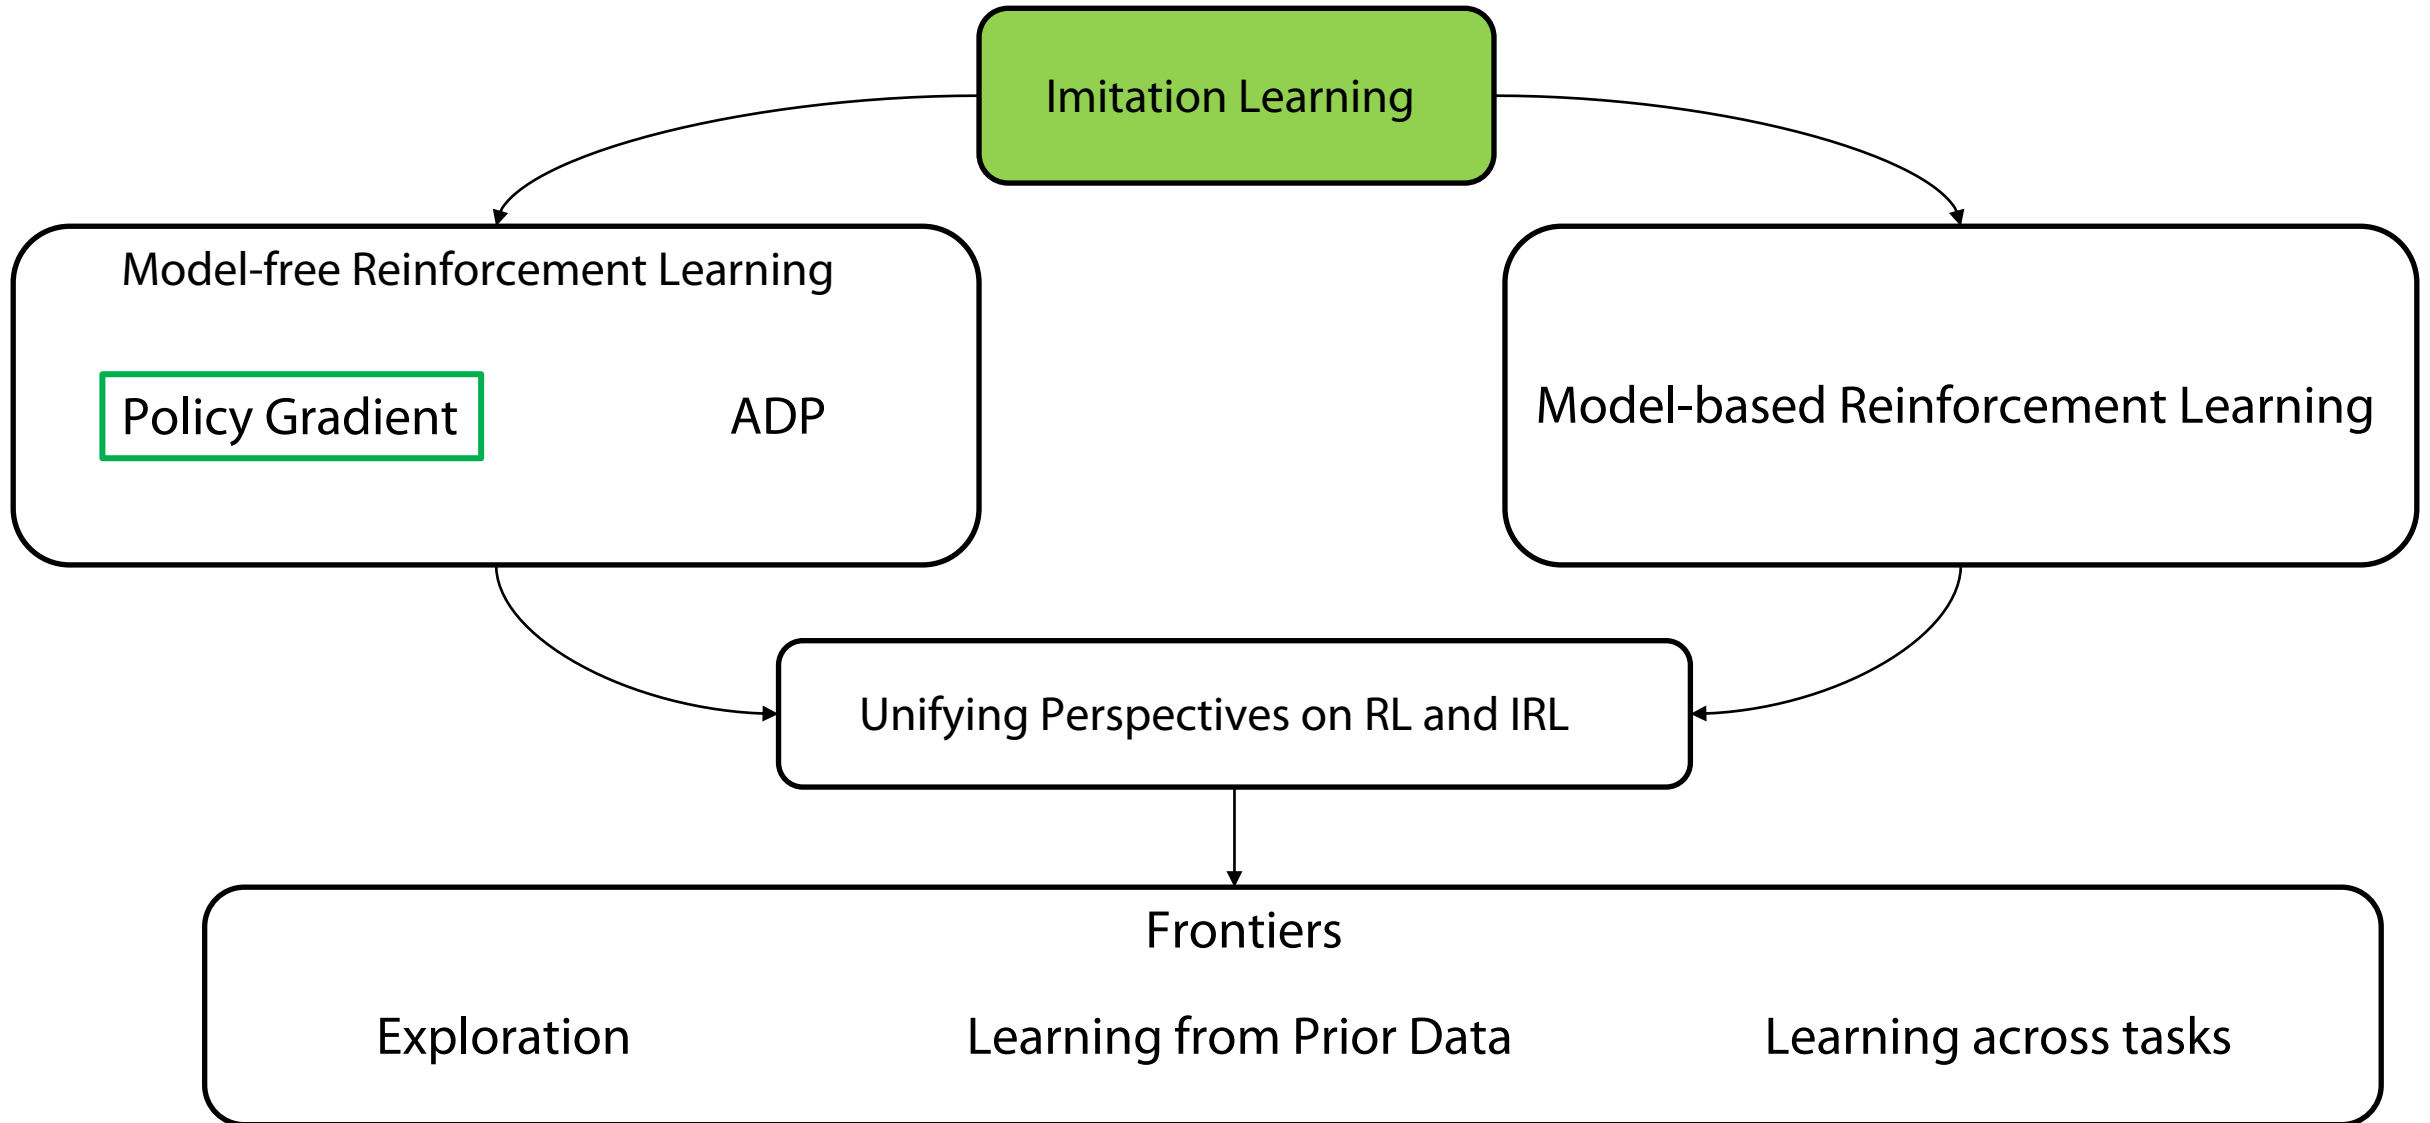 Imitation Learning
Model-free Reinforcement Learning
Policy Gradient
ADP
Model-based Reinforcement Learning
Unifying Perspectives on RL and IRL
Frontiers
Exploration
Learning from Prior Data
Learning across tasks